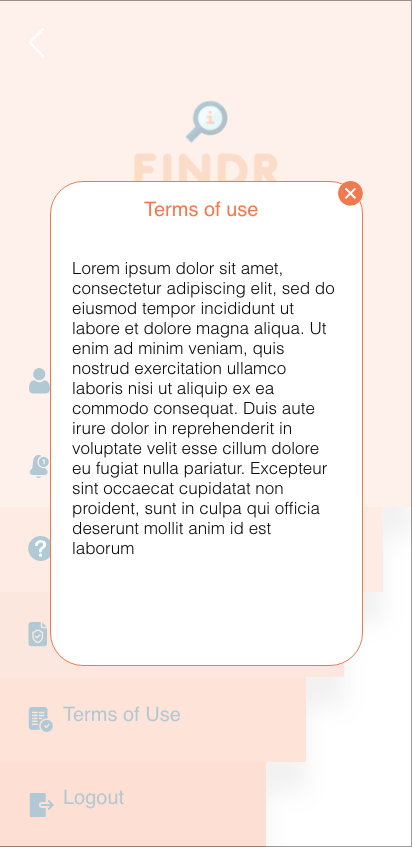 FINDR
Terms of use
Lorem ipsum dolor sit amet,
consectetur adipiscing elit, sed do
eiusmod tempor incididunt ut
labore et dolore magna aliqua. Ut
enim ad minim veniam, quis
nostrud exercitation ullamco
laboris nisi ut aliquip ex ea
commodo consequat. Duis aute
irure dolor in reprehenderit in
voluptate velit esse cillum dolore
eu fugiat nulla pariatur. Excepteur
sint occaecat cupidatat non
proident, sunt in culpa qui officia
deserunt mollit anim id est
laborum
Terms of Use
Logout